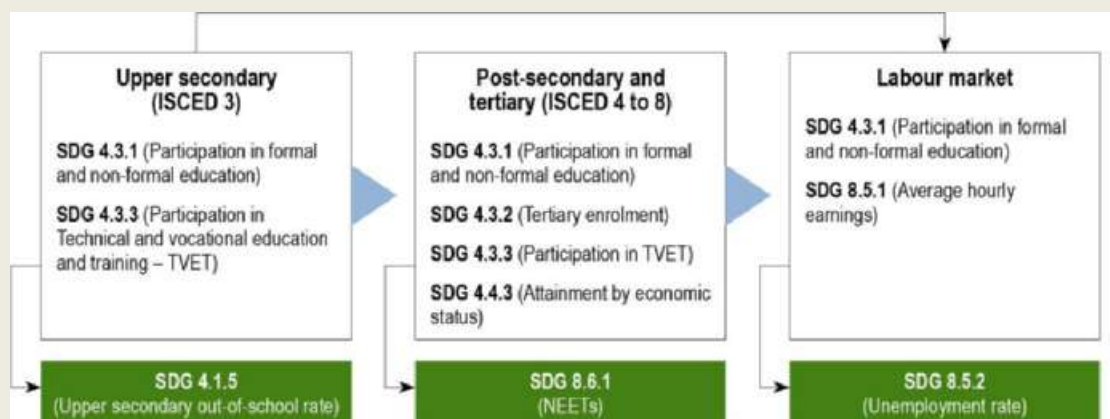 Upper secondary
(ISCED 3)
SDG 4.3.1 (Participation in formal
and non-formal education)
SDG 4.3.3 (Participation in
Technical and vocational education
and training – TVET)
SDG 4.1.5
(Upper secondary out-of-school rate)
Post-secondary and
tertiary (ISCED 4 to 8)
SDG 4.3.1 (Participation in formal
and non-formal education)
SDG 4.3.2 (Tertiary enrolment)
SDG 4.3.3 (Participation in TVET)
SDG 4.4.3 (Attainment by economic
status)
SDG 8.6.1
(NEETs)
Labour market
SDG 4.3.1 (Participation in formal
and non-formal education)
SDG 8.5.1 (Average hourly
earnings)
SDG 8.5.2
(Unemployment rate)